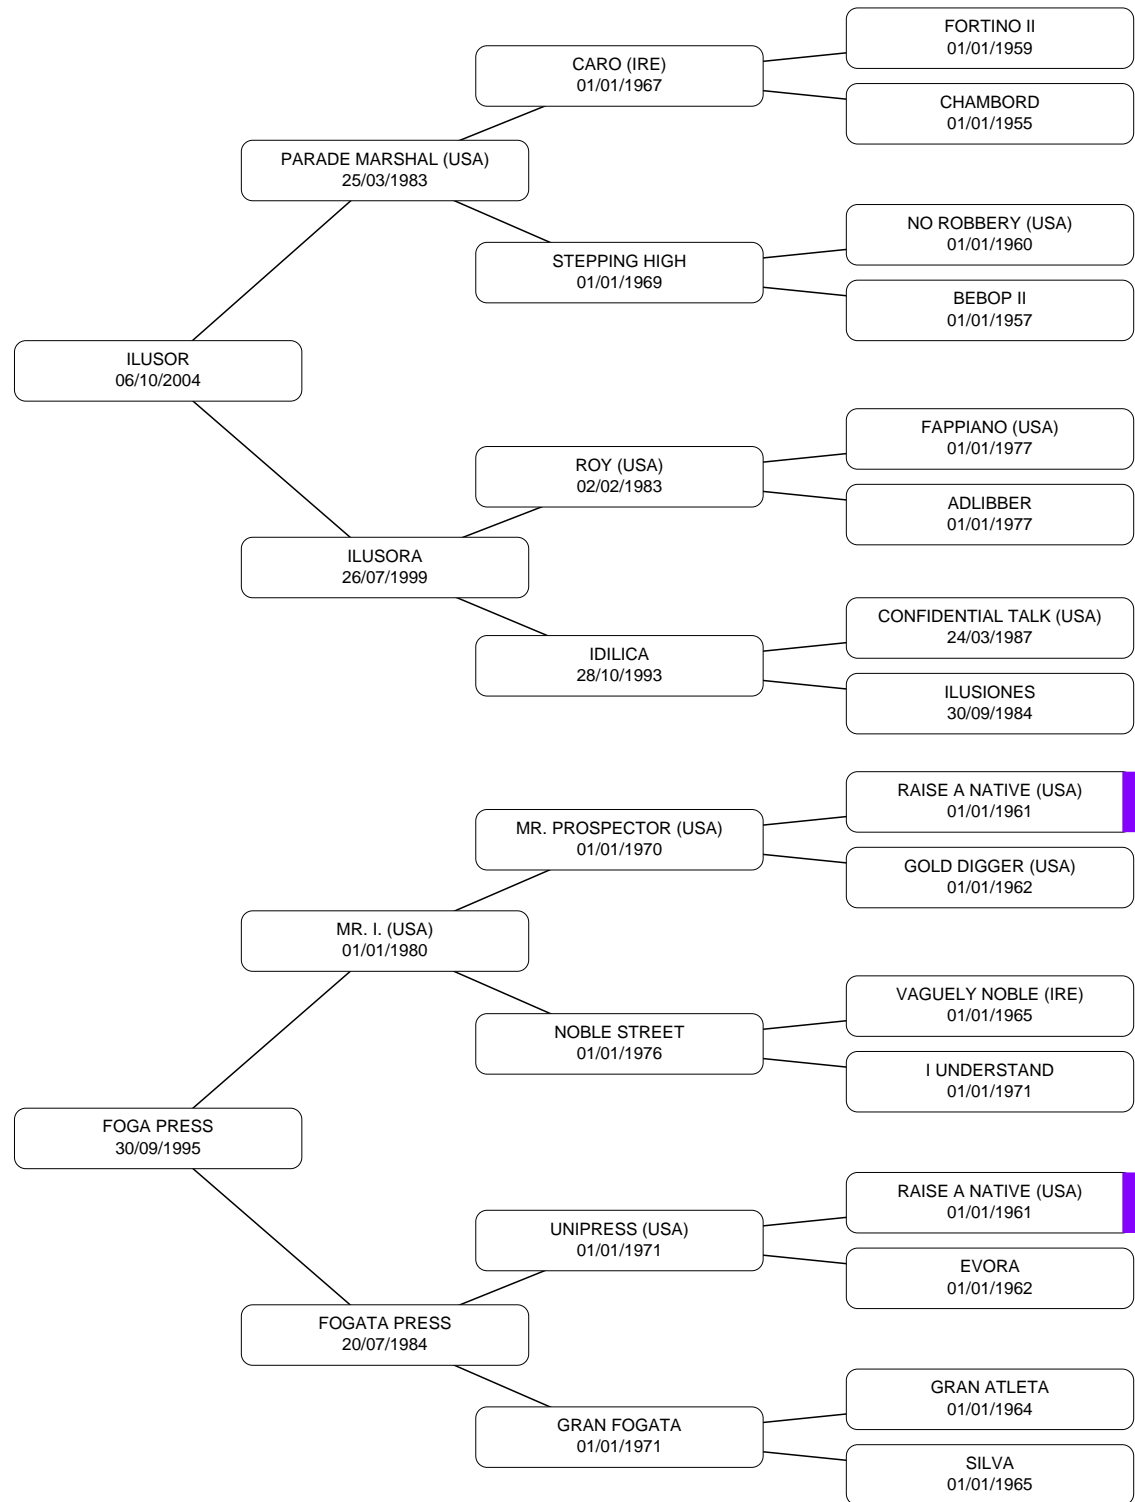 FORTINO II
01/01/1959
CARO (IRE)
01/01/1967
CHAMBORD
01/01/1955
PARADE MARSHAL (USA)
25/03/1983
NO ROBBERY (USA)
01/01/1960
STEPPING HIGH
01/01/1969
BEBOP II
01/01/1957
ILUSOR
06/10/2004
FAPPIANO (USA)
01/01/1977
ROY (USA)
02/02/1983
ADLIBBER
01/01/1977
ILUSORA
26/07/1999
CONFIDENTIAL TALK (USA)
24/03/1987
IDILICA
28/10/1993
ILUSIONES
30/09/1984
RAISE A NATIVE (USA)
01/01/1961
MR. PROSPECTOR (USA)
01/01/1970
GOLD DIGGER (USA)
01/01/1962
MR. I. (USA)
01/01/1980
VAGUELY NOBLE (IRE)
01/01/1965
NOBLE STREET
01/01/1976
I UNDERSTAND
01/01/1971
FOGA PRESS
30/09/1995
RAISE A NATIVE (USA)
01/01/1961
UNIPRESS (USA)
01/01/1971
EVORA
01/01/1962
FOGATA PRESS
20/07/1984
GRAN ATLETA
01/01/1964
GRAN FOGATA
01/01/1971
SILVA
01/01/1965